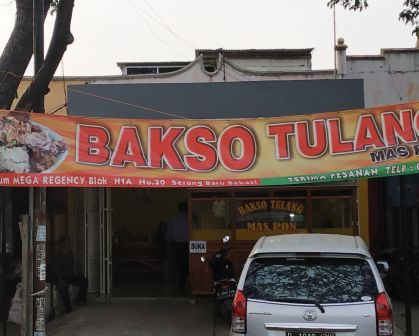 BAKSO TULANG
MAS P
TERIMA PESANAN TELP :
um MEGA REGENCY Blok H1A No.30 Serang Baru Bekasi
BAKSO TULANG
MAS PON
BUKA